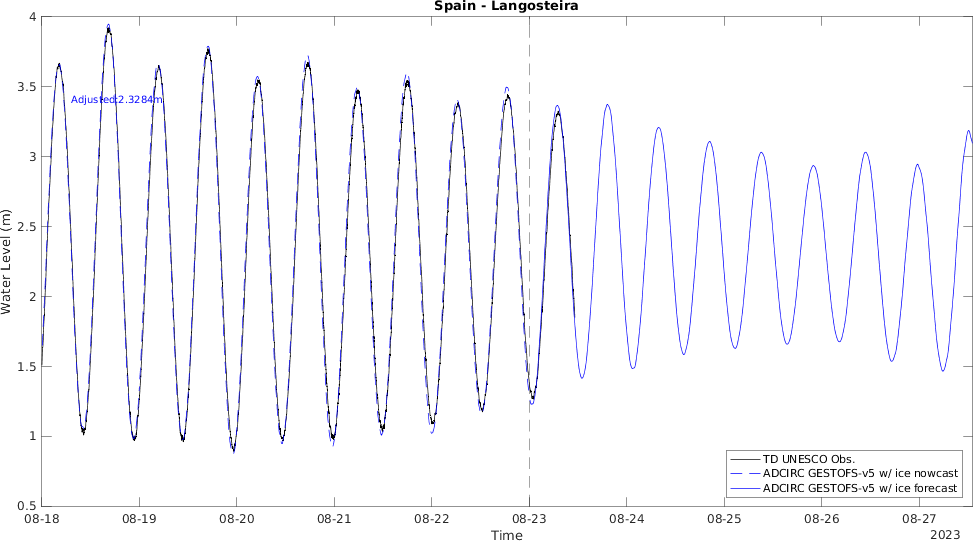 Spain - Langosteira
4
3.5
3
2.5
2
1.5
1
0.5
Water Level (m)
Adjusted:2.3284m
TD UNESCO Obs.
ADCIRC GESTOFS-v5 w/ ice nowcast
ADCIRC GESTOFS-v5 w/ ice forecast
08-18 08-19 08-20 08-21 08-22 08-23 08-24 08-25 08-26 08-27
Time
2023